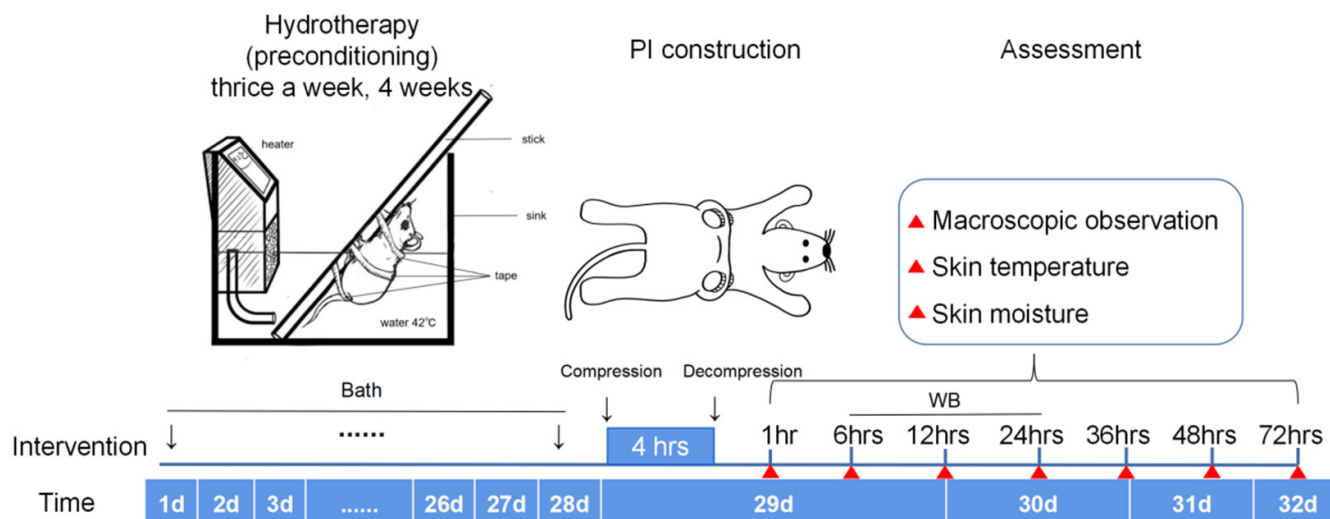 Hydrotherapy
(preconditioning)
thrice a week, 4 weeks
PI construction
Assessment
heater
stick
sink
tape
water 42℃
Macroscopic observation
Skin temperature
Skin moisture
Compression
Decompression
Bath
WB
Intervention
......
4 hrs
1hr
6hrs
12hrs
24hrs
36hrs
48hrs
72hrs
Time
1d
2d
3d
......
26d
27d
28d
29d
30d
31d
32d